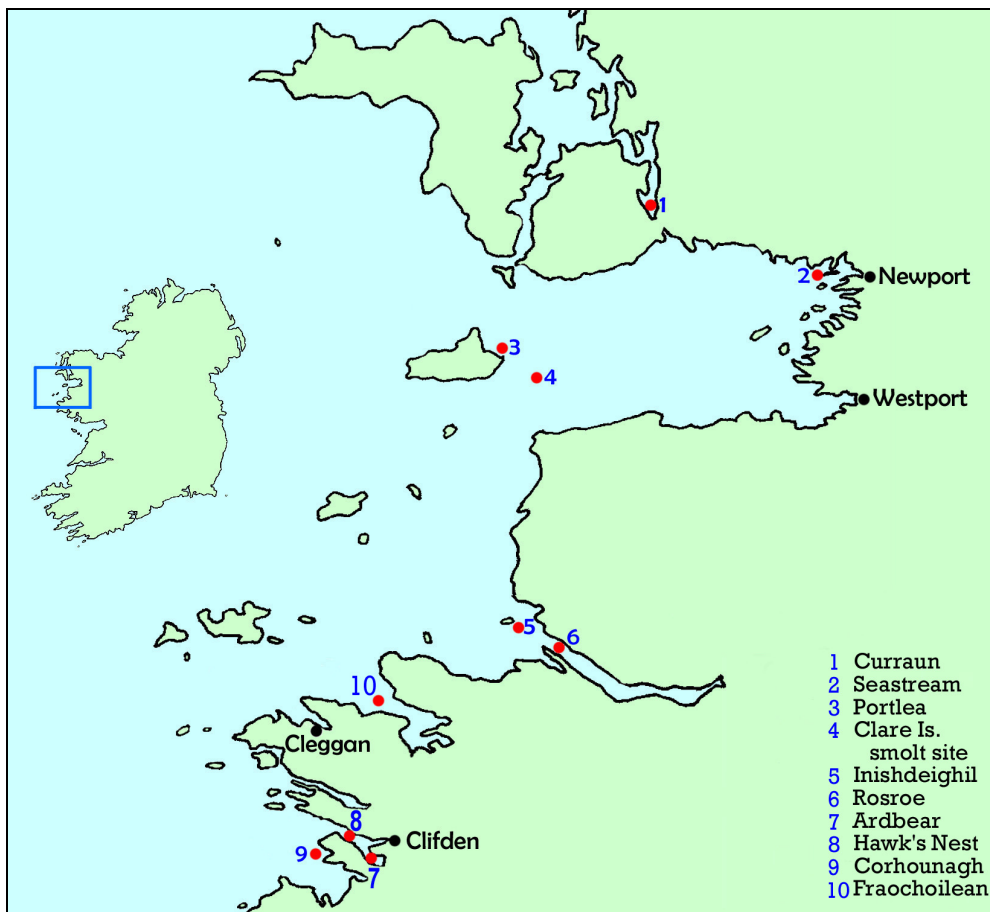 1
2
Newport
3
4
Westport
5
6
10
Cleggan
8
Clifden
9
7
1 Curraun
2 Seastream
3 Portlea
4 Clare Is.
smolt site
5 Inishdeighil
6 Rosroe
7 Ardbear
8 Hawk's Nest
9 Corhounagh
10 Fraochoilean